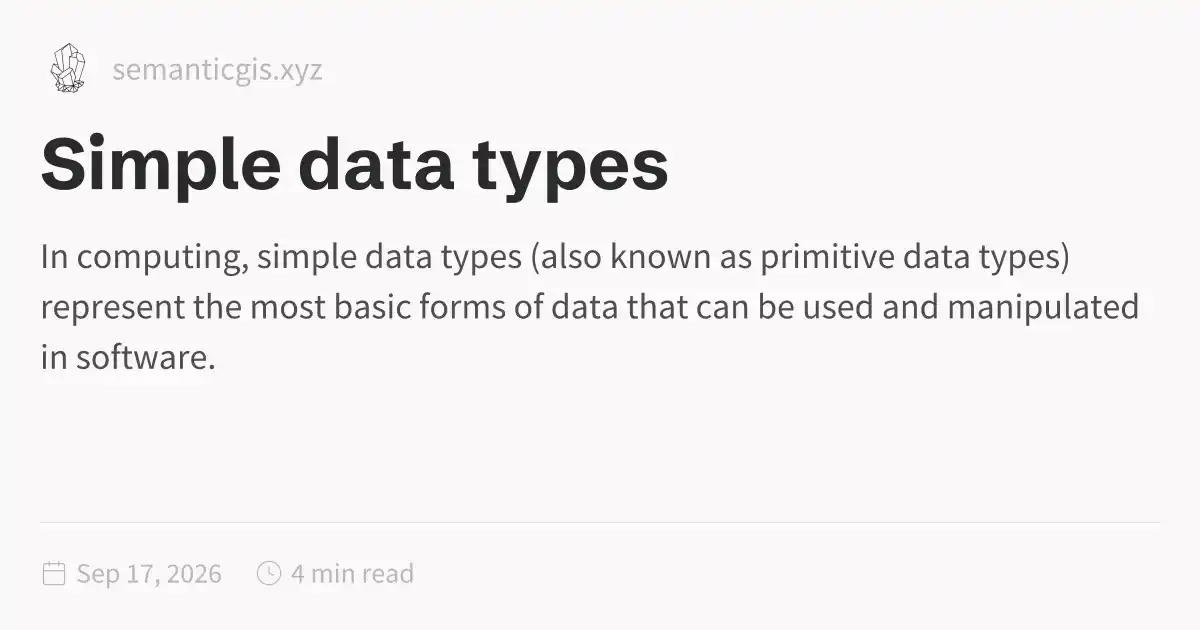 semanticgis.xyz
Simple data types
In computing, simple data types (also known as primitive data types)
represent the most basic forms of data that can be used and manipulated
in software.
Sep 17, 2026 4 min read